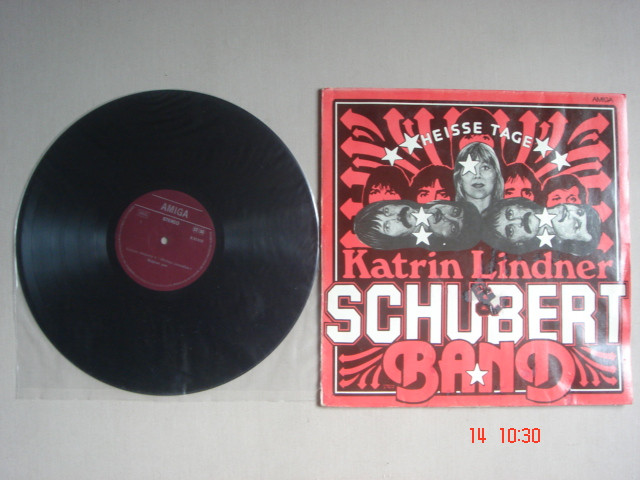 AMIGA
STEREO
AMIGA
HEISSE TAGE
Katrin Lindner
SCHUBERT
BAND
14 10:30